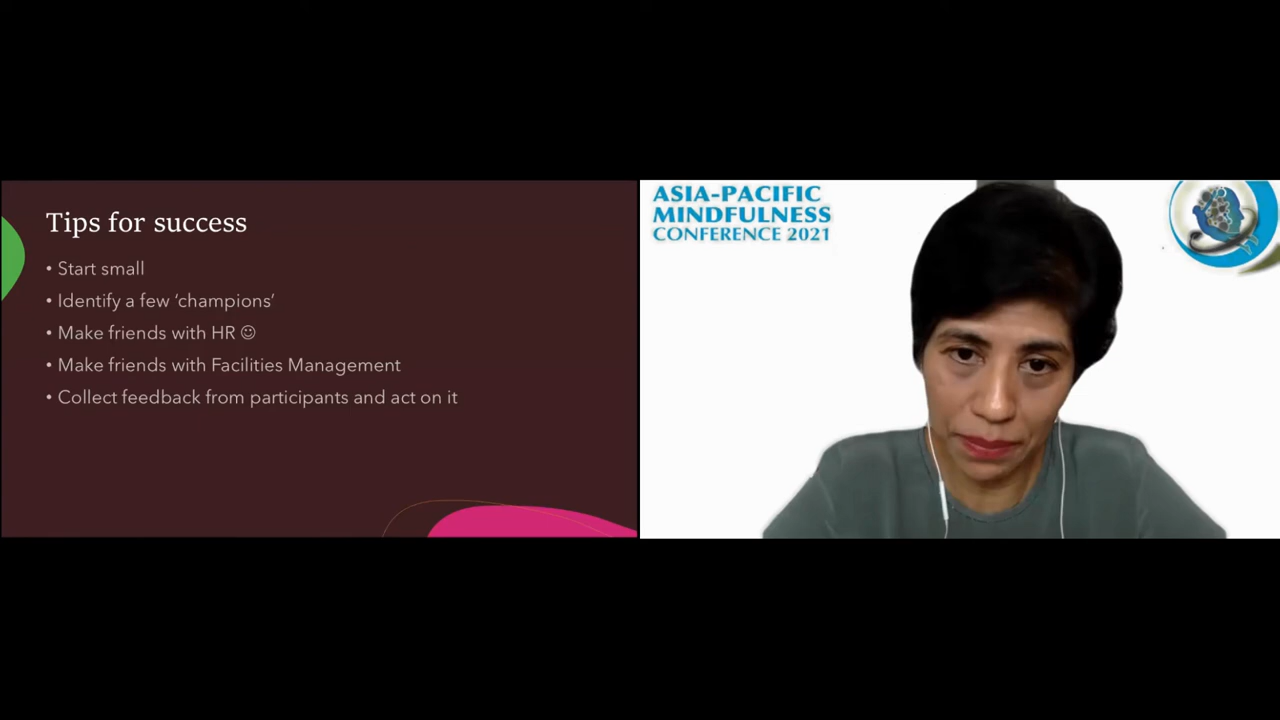 Tips for success
• Start small
• Identify a few ‘champions’
• Make friends with HR ☺
• Make friends with Facilities Management
• Collect feedback from participants and act on it
ASIA-PACIFIC
MINDFULNESS
CONFERENCE 2021